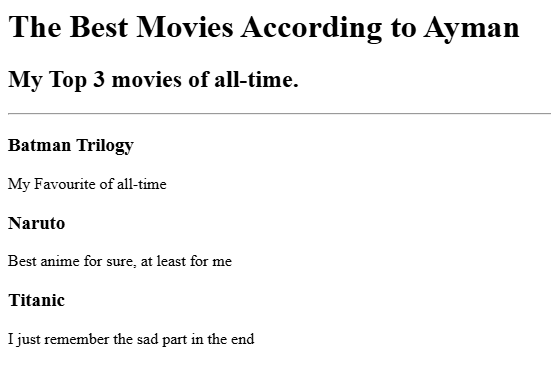 The Best Movies According to Ayman
My Top 3 movies of all-time.
Batman Trilogy
My Favourite of all-time
Naruto
Best anime for sure, at least for me
Titanic
I just remember the sad part in the end